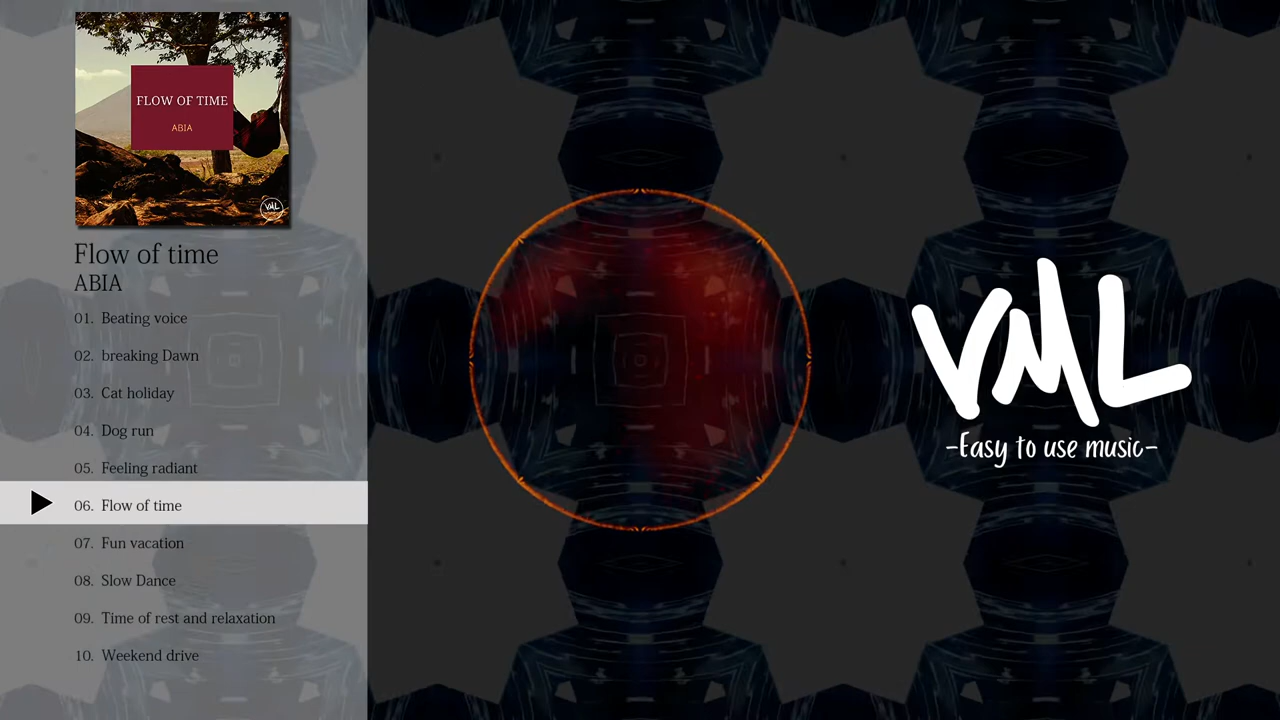 FLOW OF TIME
ABIA
VML
Flow of time
ABIA
01. Beating voice
02. breaking Dawn
03. Cat holiday
04. Dog run
05. Feeling radiant
06. Flow of time
07. Fun vacation
08. Slow Dance
09. Time of rest and relaxation
10. Weekend drive
VML
-Easy to use music-